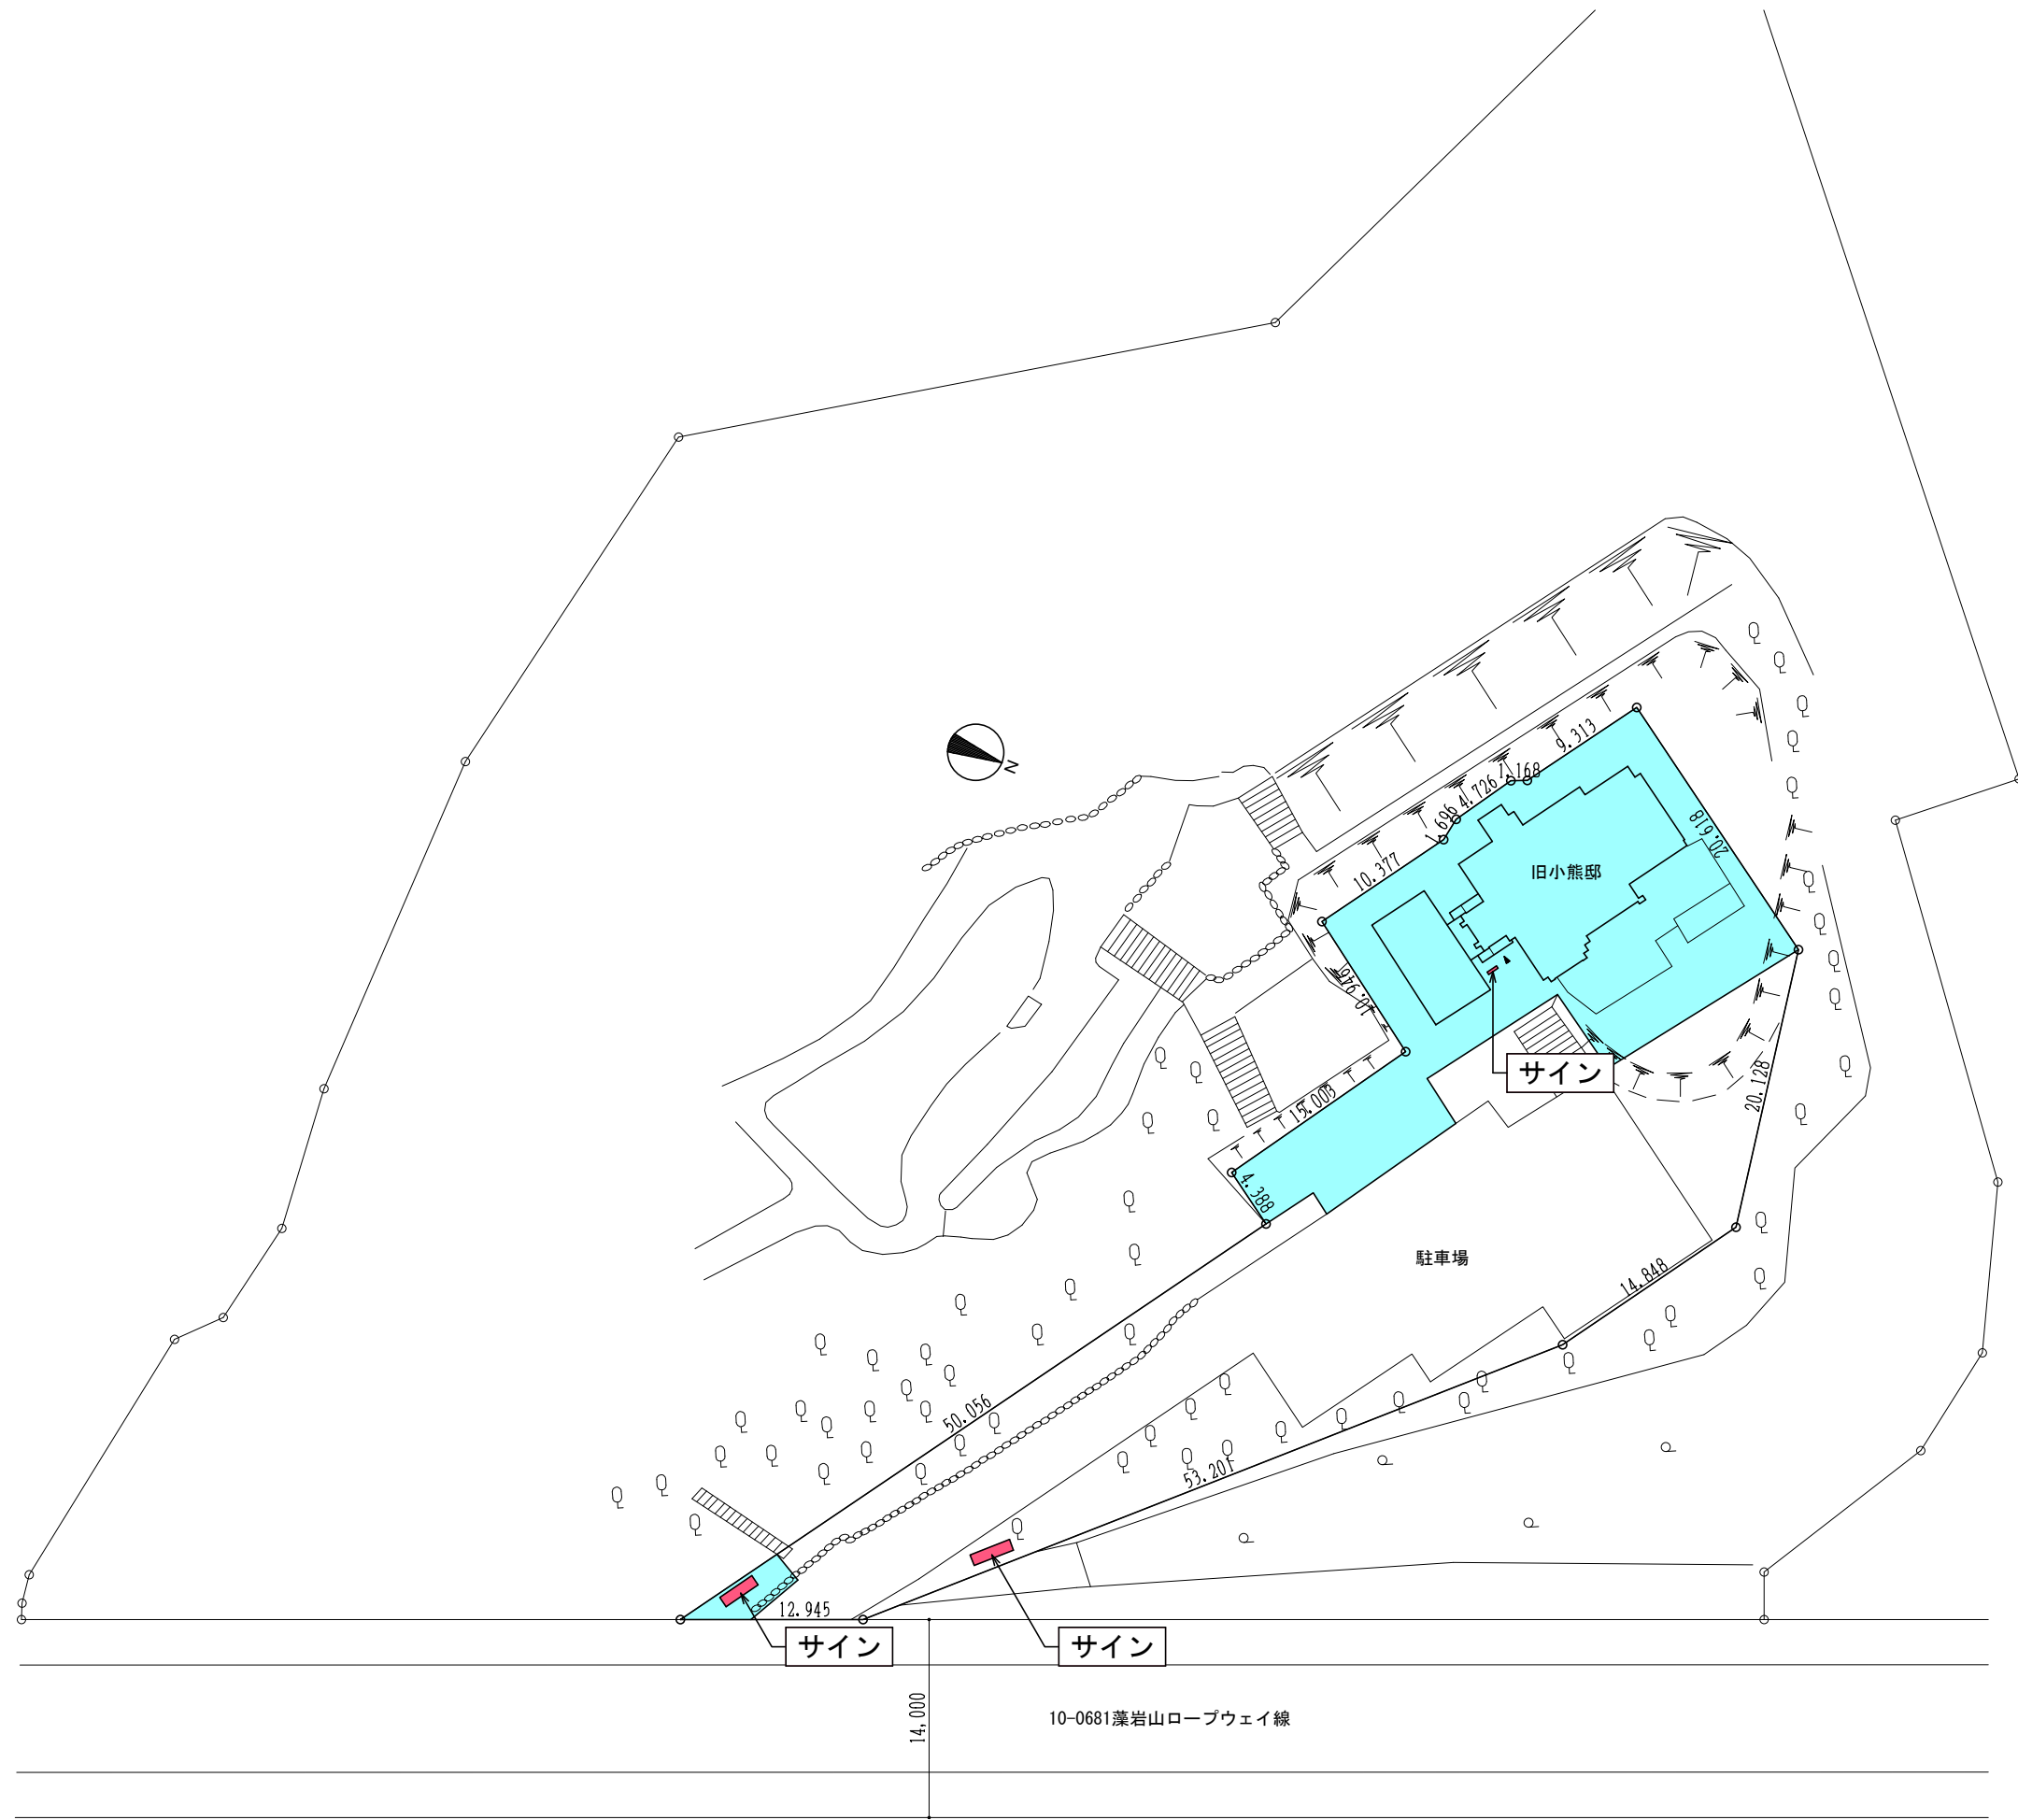 N
9.313
1.168
4.726
1.696
10.377
20.618
旧小熊邸
10.946
サイン
20.128
15.003
4.388
駐車場
14.848
50.056
53.201
12.945
サイン
サイン
14,000
10-0681藻岩山ロープウェイ線